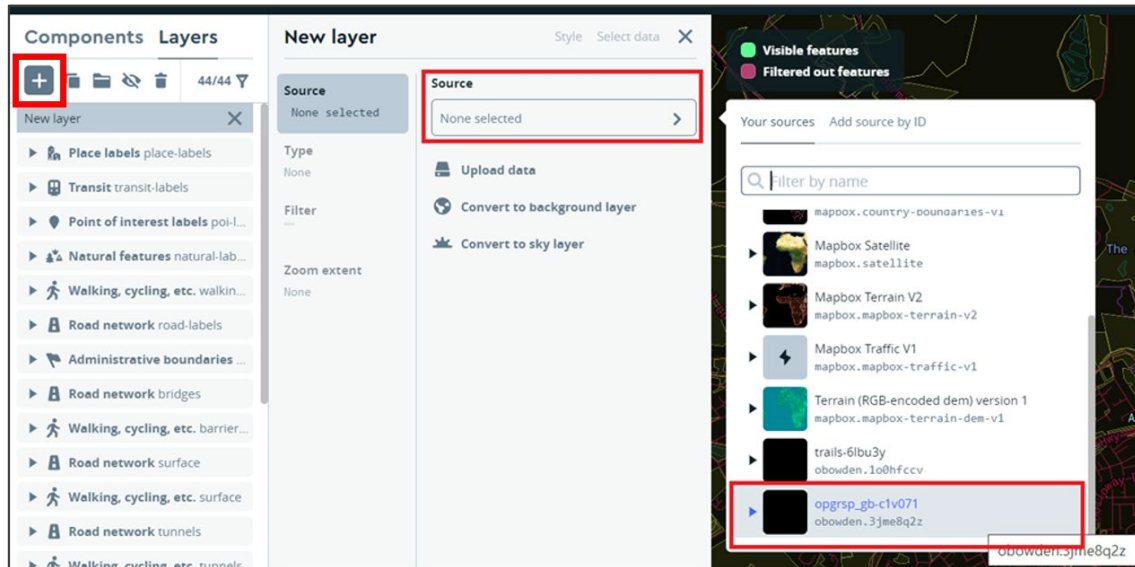 Components Layers
44/44
New layer
Place labels place-labels
Transit transit-labels
Point of interest labels poi-l...
Natural features natural-lab...
Walking, cycling, etc. walkin...
Road network road-labels
Administrative boundaries ...
Road network bridges
Walking, cycling, etc. barrier...
Road network surface
Walking, cycling, etc. surface
Road network tunnels
Walking, cycling, etc. tunnels
New layer
Style Select data
Source
None selected
Type
None
Filter
Zoom extent
None
Source
None selected
Upload data
Convert to background layer
Convert to sky layer
Visible features
Filtered out features
Your sources Add source by ID
Filter by name
mapbox.country-boundaries-v1
Mapbox Satellite
mapbox.satellite
Mapbox Terrain V2
mapbox.mapbox-terrain-v2
Mapbox Traffic V1
mapbox.mapbox-traffic-v1
Terrain (RGB-encoded dem) version 1
mapbox.mapbox-terrain-dem-v1
trails-6lbu3y
obowden.1o0hfccv
opgrsp_gb-c1v071
obowden.3jme8q2z
obowden.3jme8q2z
The